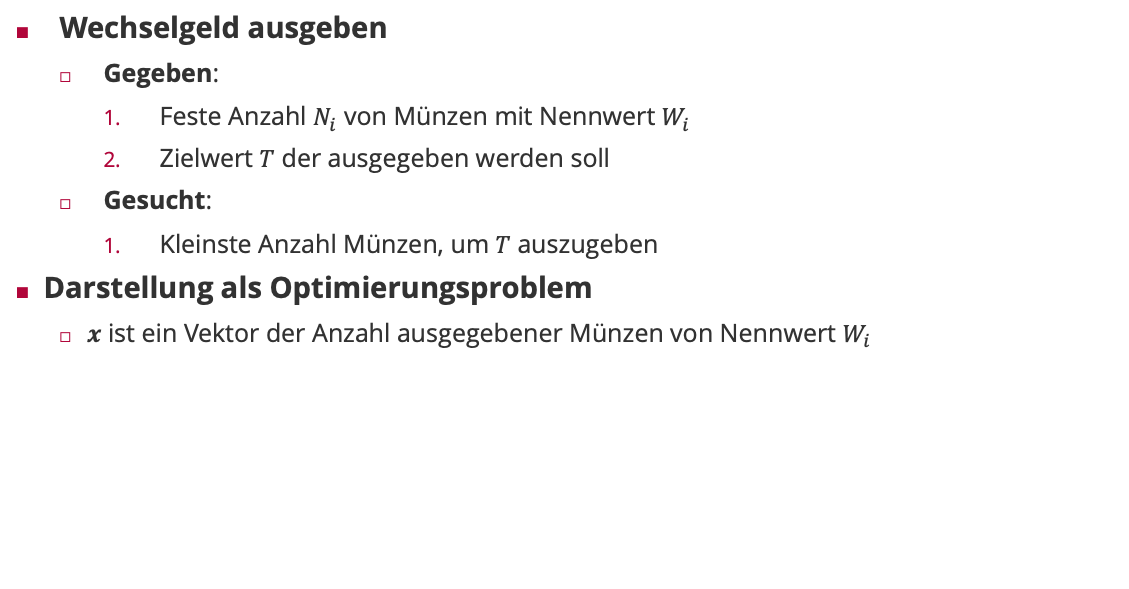 Wechselgeld ausgeben
Gegeben:
1. Feste Anzahl Nᵢ von Münzen mit Nennwert Wᵢ
2. Zielwert T der ausgegeben werden soll
Gesucht:
1. Kleinste Anzahl Münzen, um T auszugeben
Darstellung als Optimierungsproblem
x ist ein Vektor der Anzahl ausgegebener Münzen von Nennwert Wᵢ